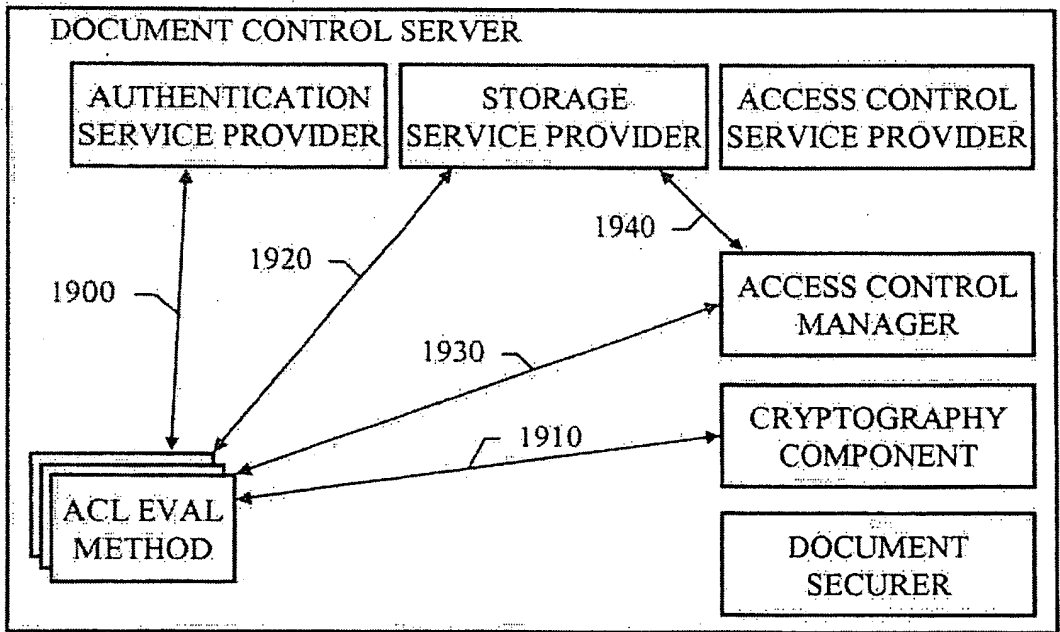 DOCUMENT CONTROL SERVER
AUTHENTICATION
SERVICE PROVIDER
STORAGE
SERVICE PROVIDER
ACCESS CONTROL
SERVICE PROVIDER
1940
1920
1900
ACCESS CONTROL
MANAGER
1930
CRYPTOGRAPHY
COMPONENT
1910
ACL EVAL
METHOD
DOCUMENT
SECURER